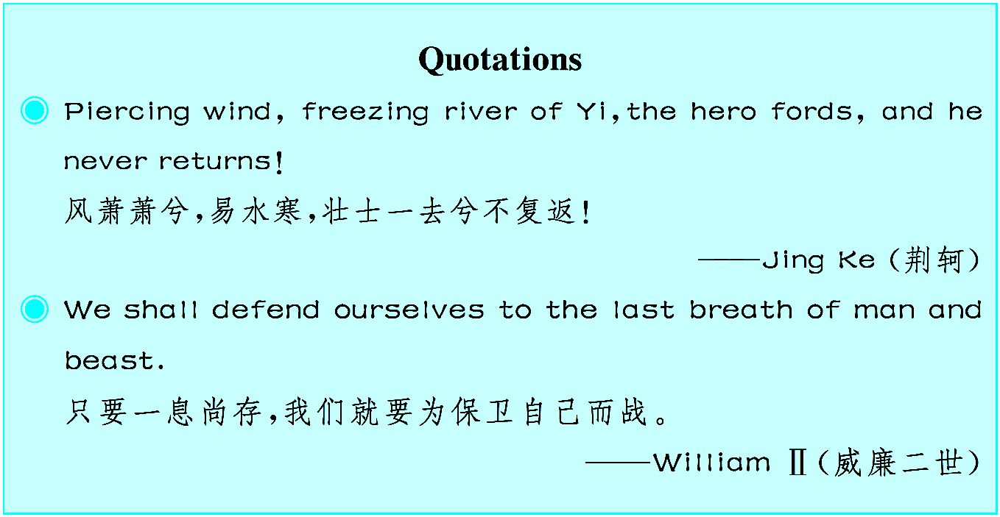 Quotations
Piercing wind, freezing river of Yi,the hero fords, and he
never returns!
风萧萧兮,易水寒,壮士一去兮不复返!
——Jing Ke (荆轲)
We shall defend ourselves to the last breath of man and
beast.
只要一息尚存,我们就要为保卫自己而战。
——William Ⅱ(威廉二世)